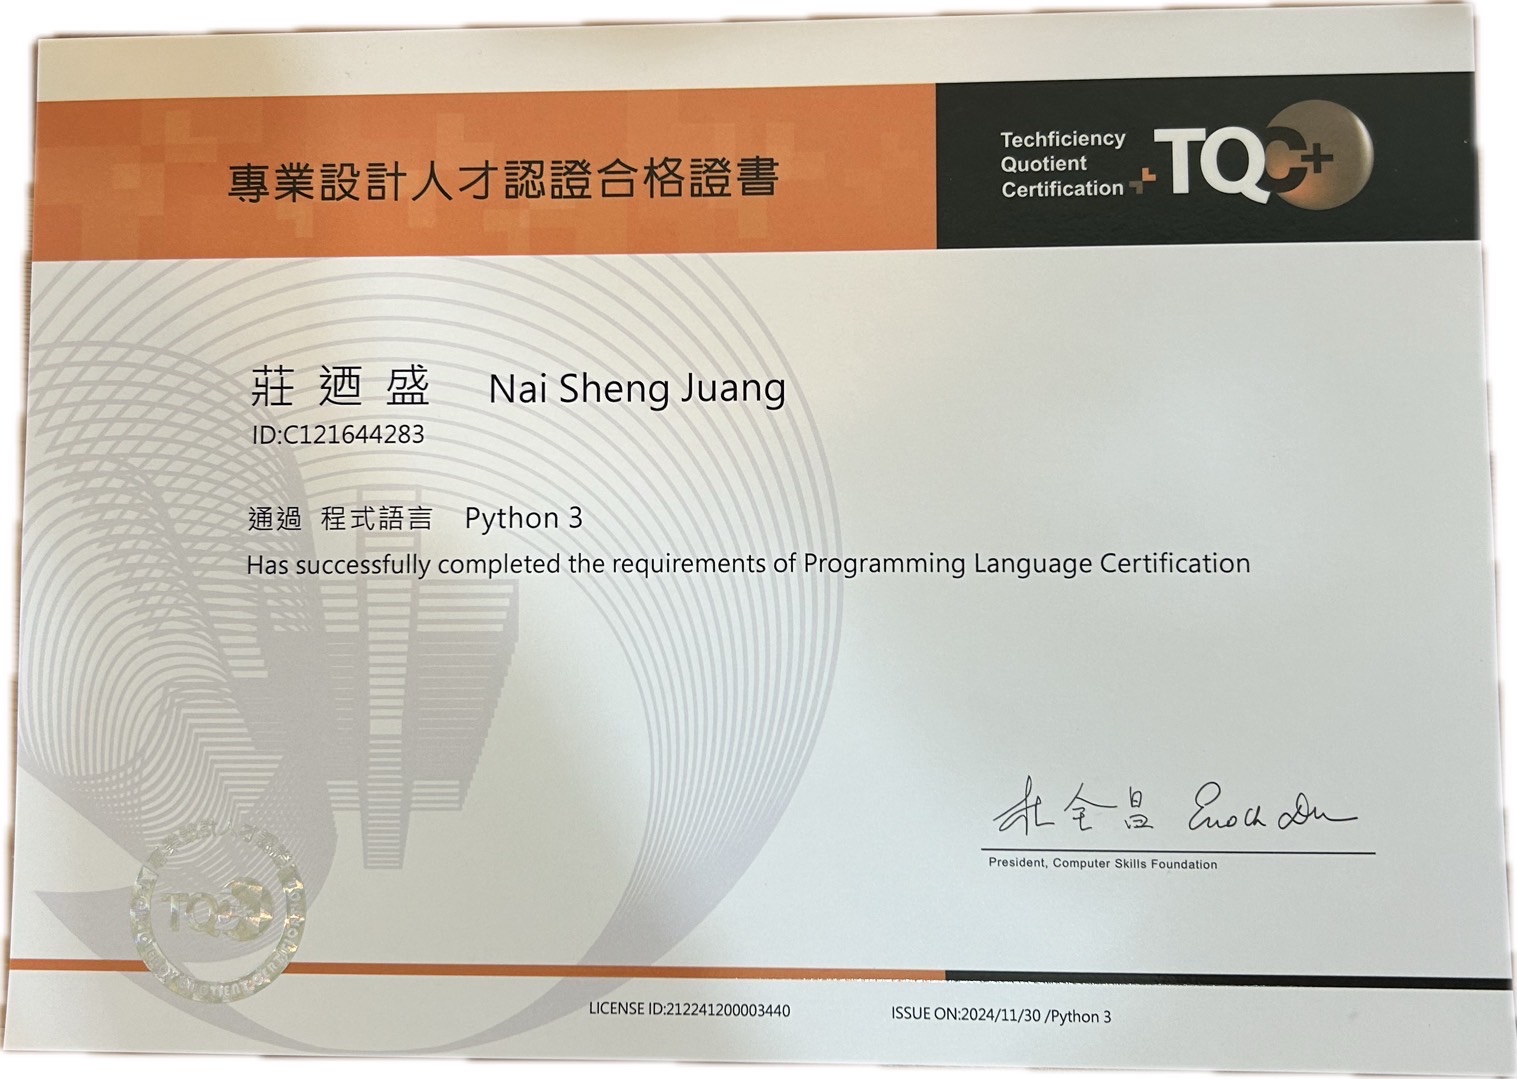 專業設計人才認證合格證書
Techficiency
Quotient
Certification
TQC+
莊迺盛 Nai Sheng Juang
ID:C121644283
通過 程式語言 Python 3
Has successfully completed the requirements of Programming Language Certification
杜全昌 Enoch Du
President, Computer Skills Foundation
TQC+
LICENSE ID:212241200003440
ISSUE ON:2024/11/30 /Python 3